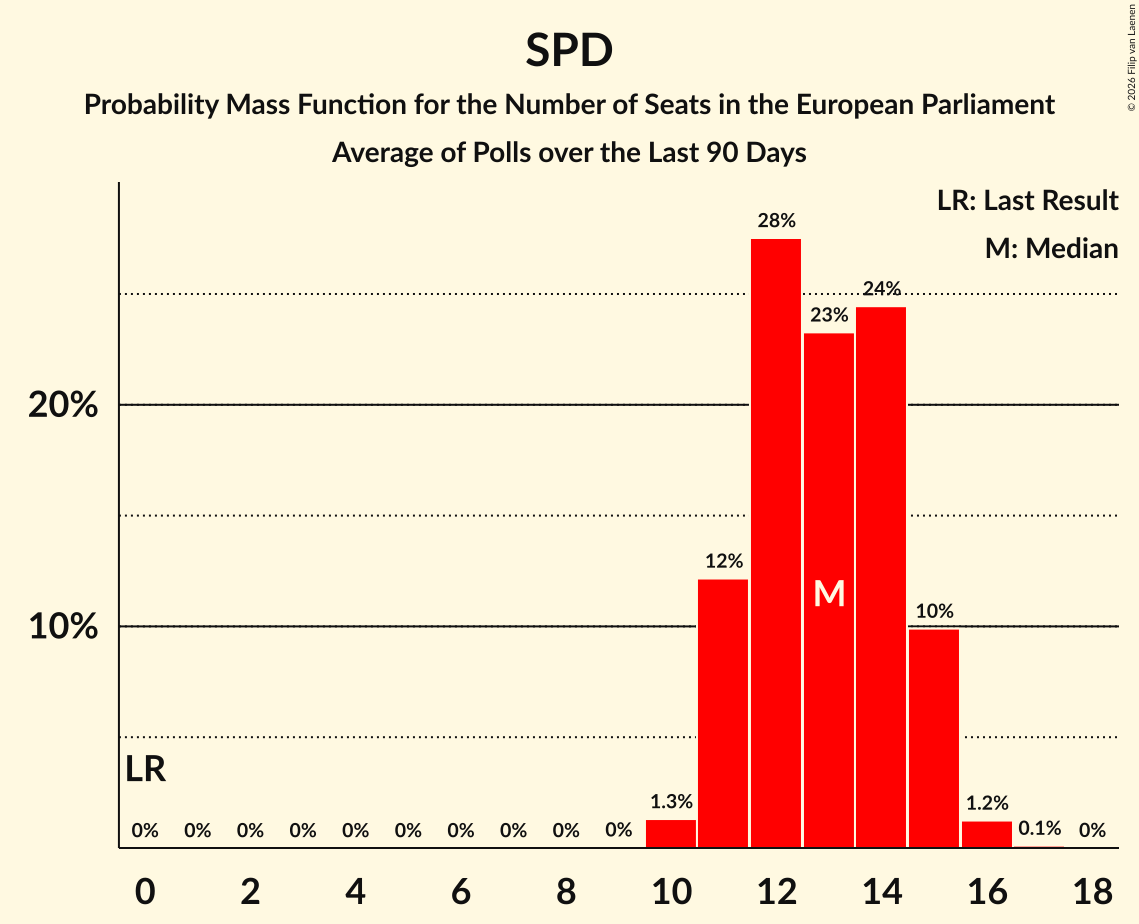 SPD
Probability Mass Function for the Number of Seats in the European Parliament
Average of Polls over the Last 90 Days
© 2026 Filip van Laenen
LR: Last Result
M: Median
28%
24%
23%
20%
12%
M
10%
10%
LR
1.3%
1.2%
0% 0% 0% 0% 0% 0% 0% 0% 0% 0% 0.1% 0%
0 2 4 6 8 10 12 14 16 18